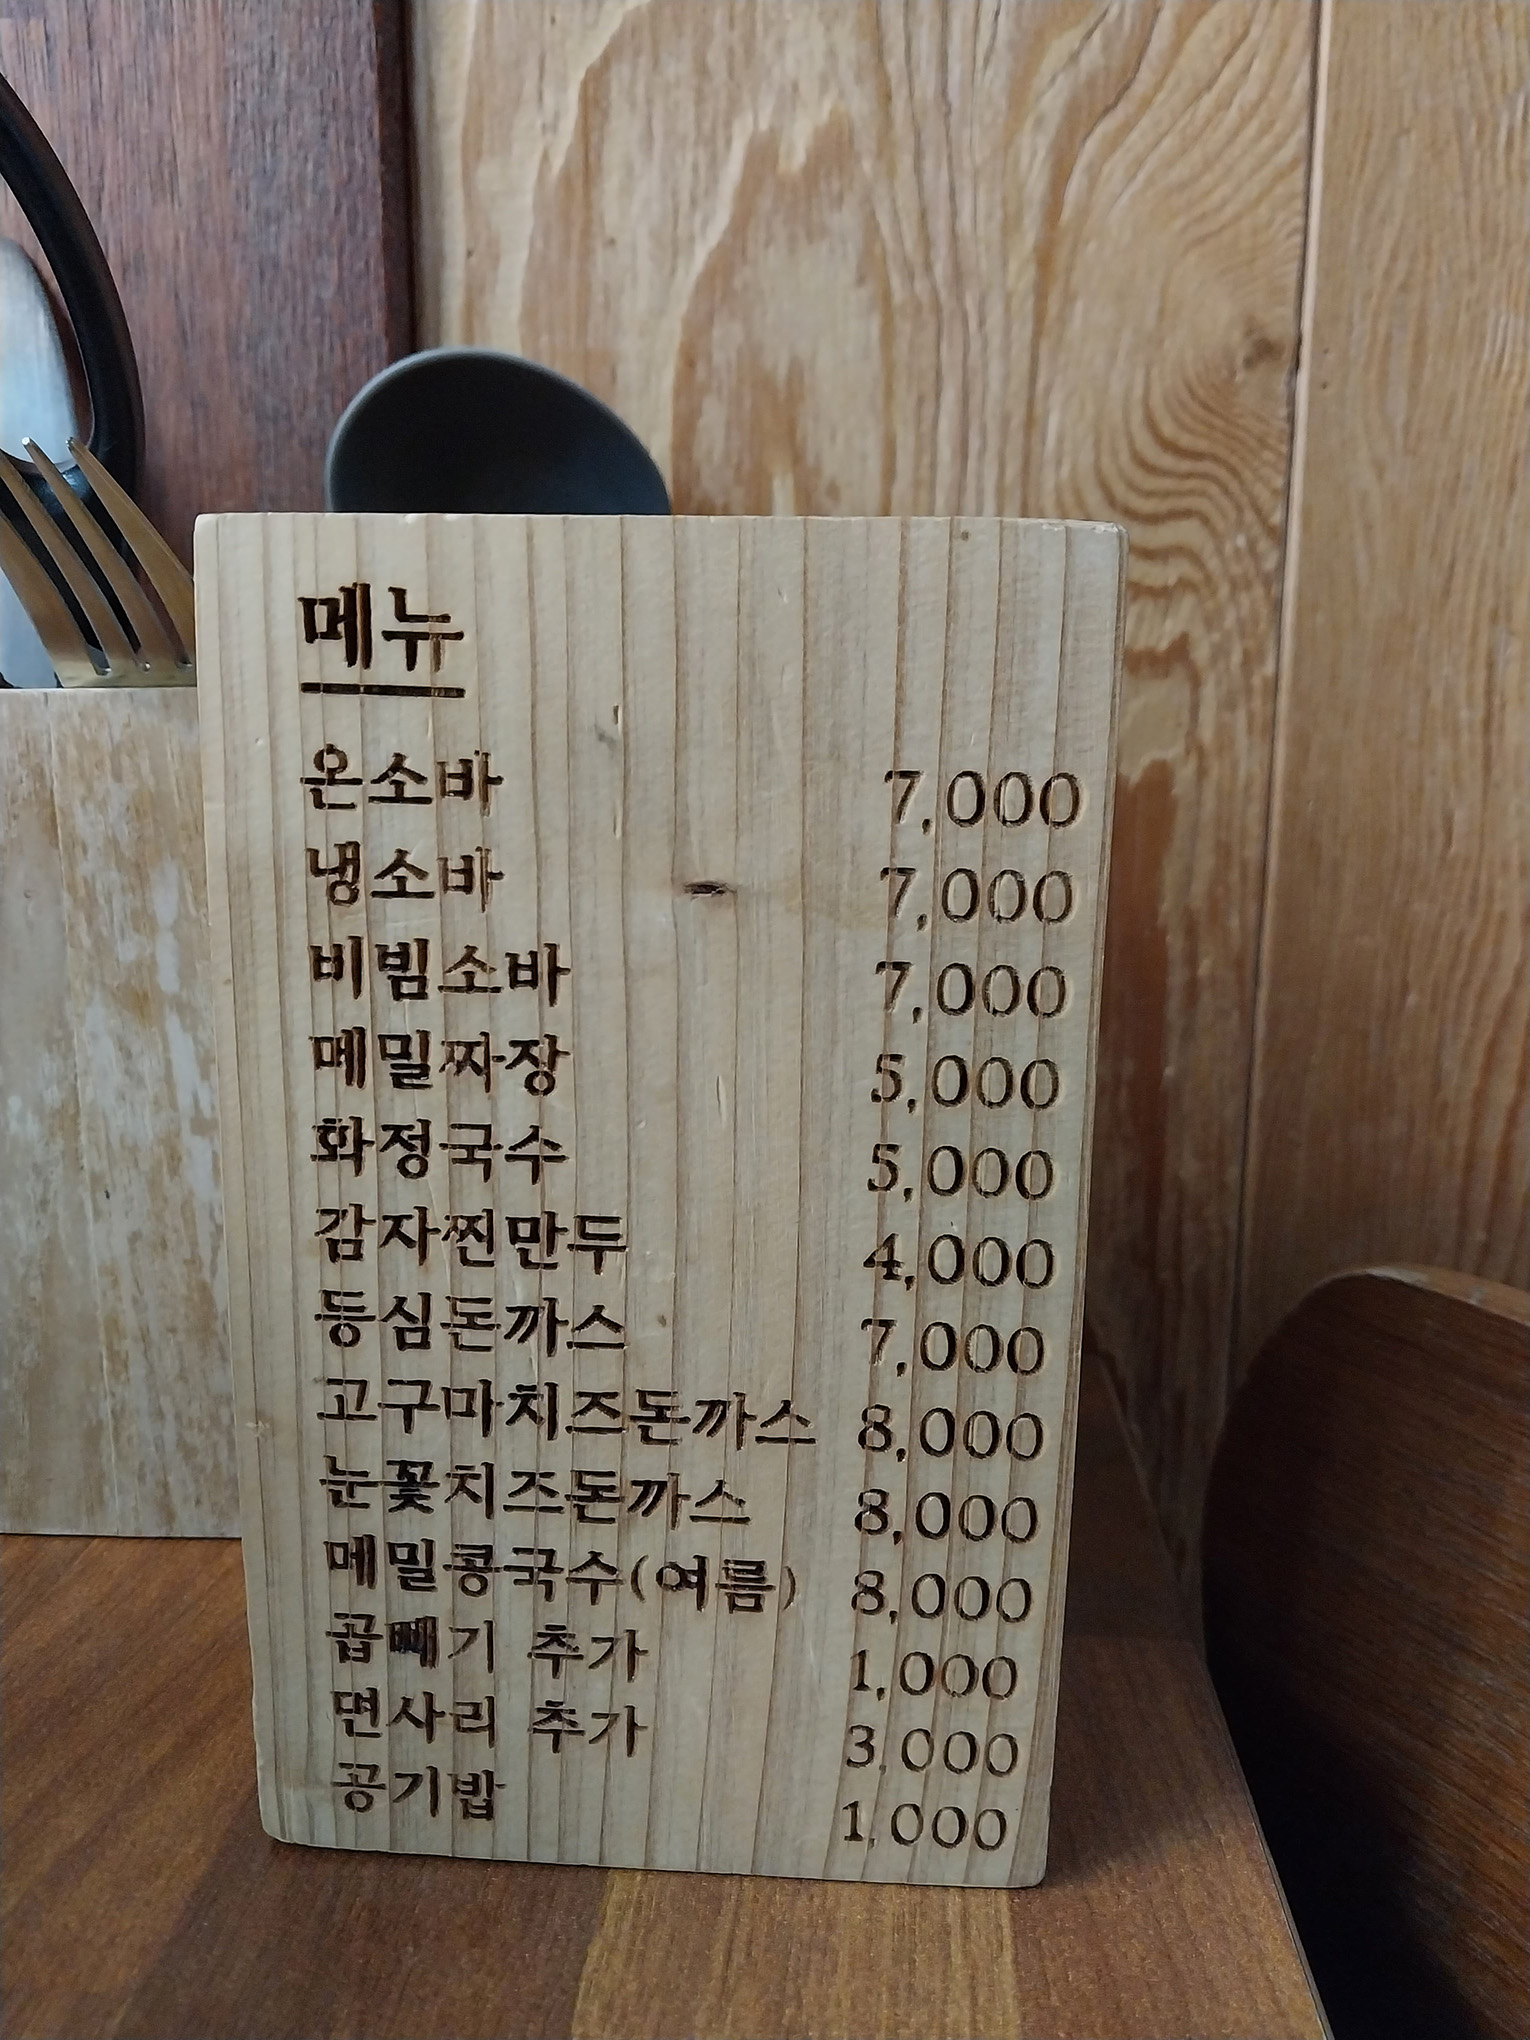 메뉴
온소바 7,000
냉소바 7,000
비빔소바 7,000
메밀짜장 5,000
화정국수 5,000
감자찐만두 4,000
등심돈까스 7,000
고구마치즈돈까스 8,000
눈꽃치즈돈까스 8,000
메밀콩국수(여름) 8,000
곱빼기 추가 1,000
면사리 추가 3,000
공기밥 1,000